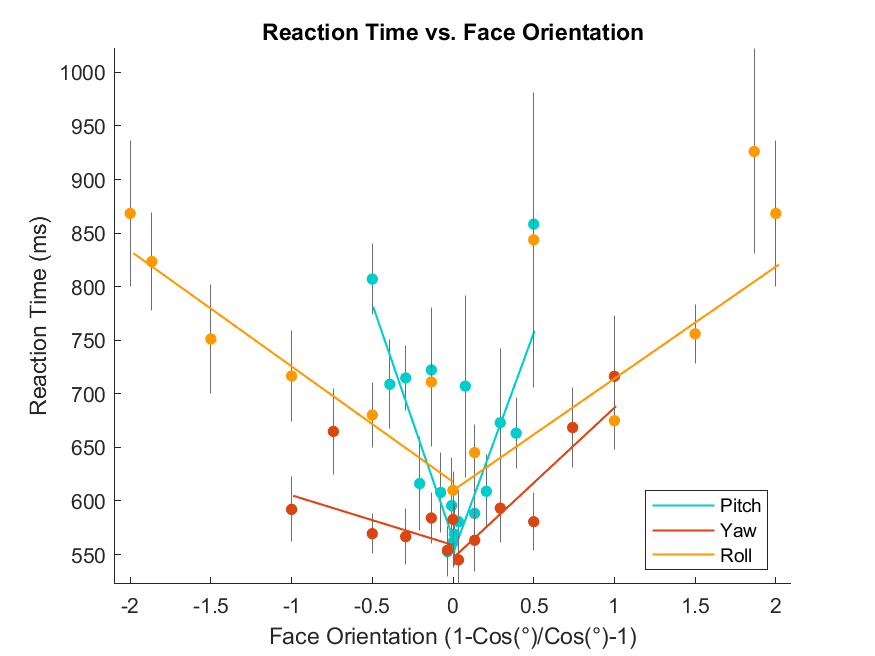 Reaction Time vs. Face Orientation
1000
950
900
850
800
750
700
650
600
550
Reaction Time (ms)
Pitch
Yaw
Roll
-2 -1.5 -1 -0.5 0 0.5 1 1.5 2
Face Orientation (1-Cos(°)/Cos(°)-1)